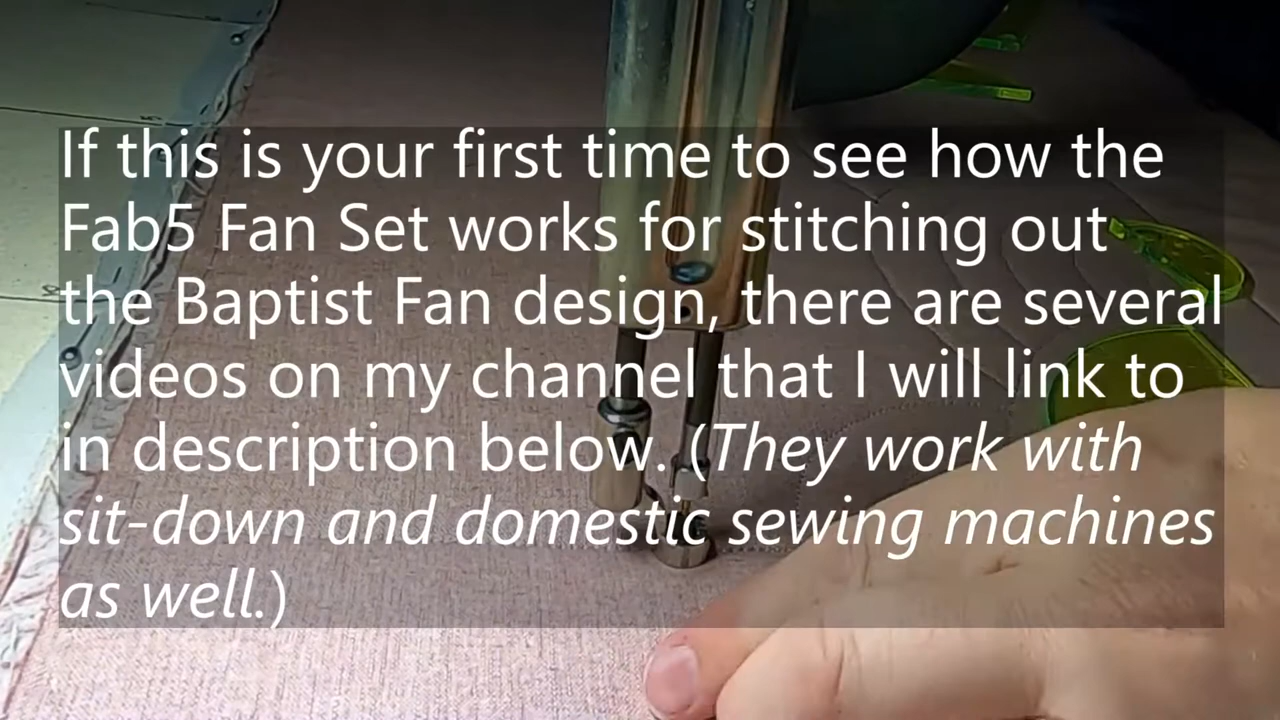 If this is your first time to see how the
Fab5 Fan Set works for stitching out
the Baptist Fan design, there are several
videos on my channel that I will link to
in description below. (They work with
sit-down and domestic sewing machines
as well.)